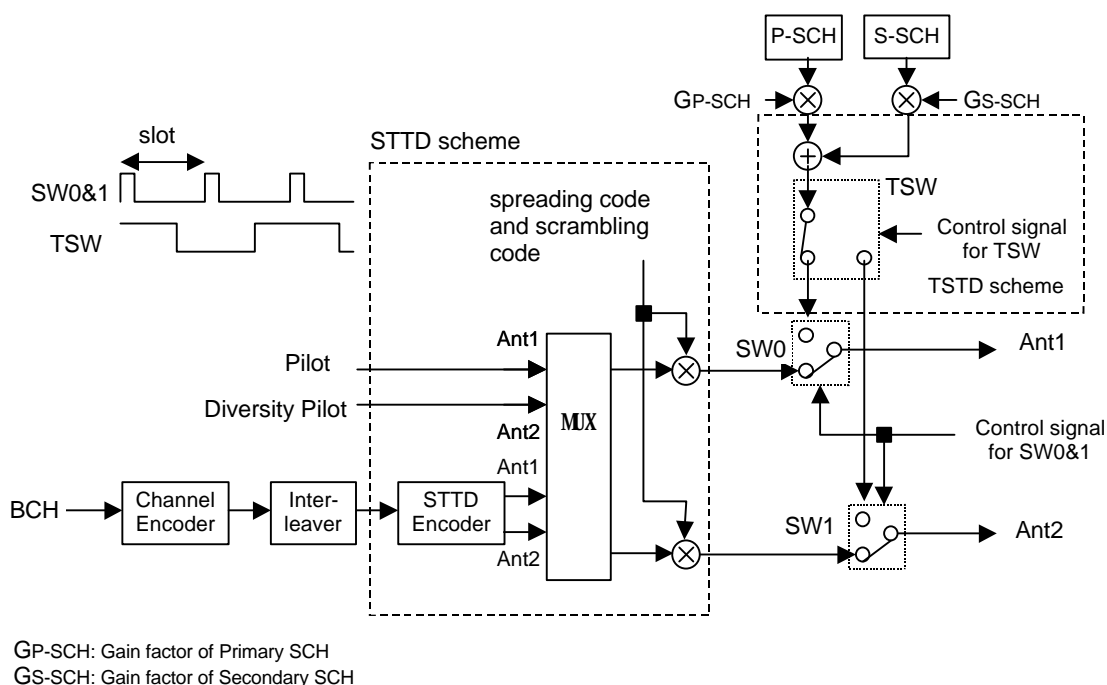 P-SCH
S-SCH
GP-SCH
GS-SCH
slot
STTD scheme
SW0&1
TSW
spreading code
and scrambling
code
TSW
Control signal
for TSW
TSTD scheme
Ant1
SW0
Ant1
Pilot
Diversity Pilot
MUX
Ant2
Ant1
Control signal
for SW0&1
BCH
Channel
Encoder
Inter-
leaver
STTD
Encoder
SW1
Ant2
Ant2
GP-SCH: Gain factor of Primary SCH
GS-SCH: Gain factor of Secondary SCH